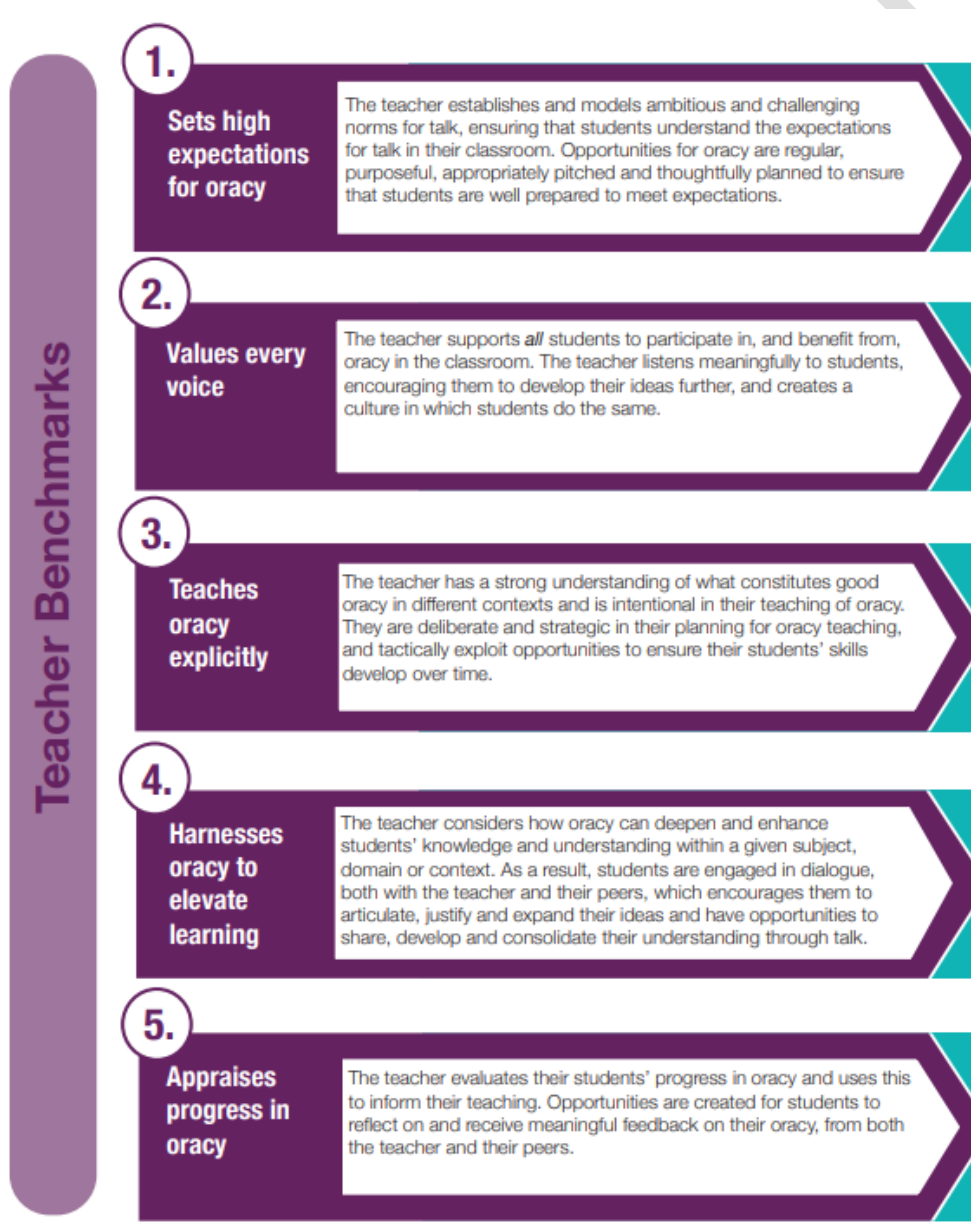 Teacher Benchmarks
1.
Sets high
expectations
for oracy
The teacher establishes and models ambitious and challenging
norms for talk, ensuring that students understand the expectations
for talk in their classroom. Opportunities for oracy are regular,
purposeful, appropriately pitched and thoughtfully planned to ensure
that students are well prepared to meet expectations.
2.
Values every
voice
The teacher supports all students to participate in, and benefit from,
oracy in the classroom. The teacher listens meaningfully to students,
encouraging them to develop their ideas further, and creates a
culture in which students do the same.
3.
Teaches
oracy
explicitly
The teacher has a strong understanding of what constitutes good
oracy in different contexts and is intentional in their teaching of oracy.
They are deliberate and strategic in their planning for oracy teaching,
and tactically exploit opportunities to ensure their students' skills
develop over time.
4.
Harnesses
oracy to
elevate
learning
The teacher considers how oracy can deepen and enhance
students' knowledge and understanding within a given subject,
domain or context. As a result, students are engaged in dialogue,
both with the teacher and their peers, which encourages them to
articulate, justify and expand their ideas and have opportunities to
share, develop and consolidate their understanding through talk.
5.
Appraises
progress in
oracy
The teacher evaluates their students' progress in oracy and uses this
to inform their teaching. Opportunities are created for students to
reflect on and receive meaningful feedback on their oracy, from both
the teacher and their peers.